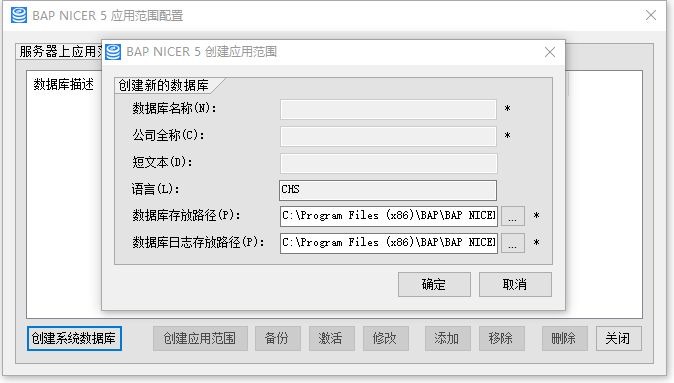 BAP NICER 5 应用范围配置
服务器上应用范
数据库描述
BAP NICER 5 创建应用范围
创建新的数据库
数据库名称(N): *
公司全称(C): *
短文本(D):
语言(L): CHS
数据库存放路径(P): C:\Program Files (x86)\BAP\BAP NICE ... *
数据库日志存放路径(P): C:\Program Files (x86)\BAP\BAP NICE ... *
确定 取消
创建系统数据库 创建应用范围 备份 激活 修改 添加 移除 删除 关闭